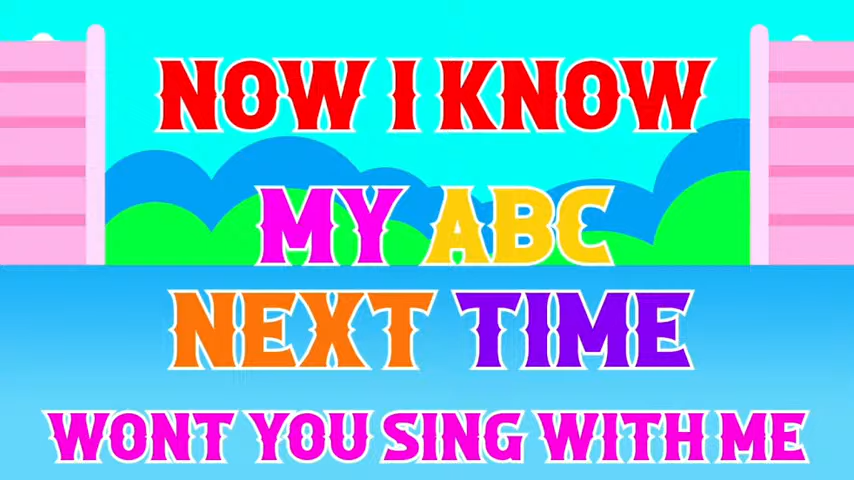 NOW I KNOW
MY ABC
NEXT TIME
WONT YOU SING WITH ME